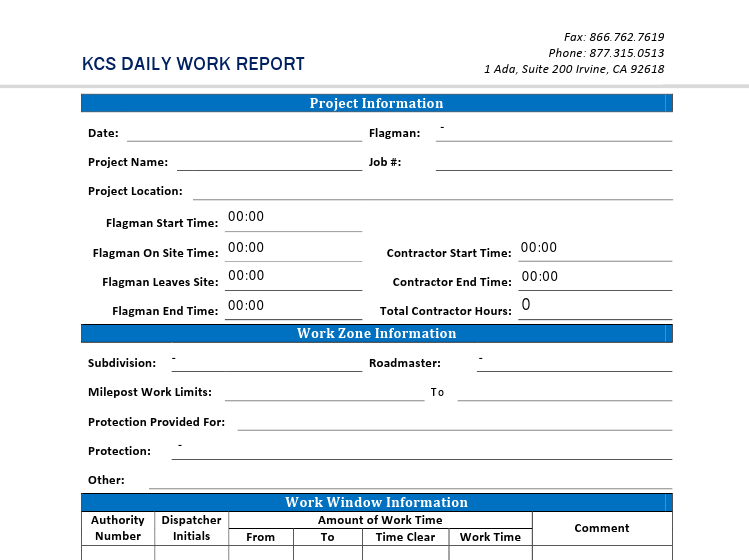 Fax: 866.762.7619
Phone: 877.315.0513
KCS DAILY WORK REPORT
1 Ada, Suite 200 Irvine, CA 92618
Project Information
Date: Flagman: -
Project Name: Job #:
Project Location:
Flagman Start Time: 00:00
Flagman On Site Time: 00:00 Contractor Start Time: 00:00
Flagman Leaves Site: 00:00 Contractor End Time: 00:00
Flagman End Time: 00:00 Total Contractor Hours: 0
Work Zone Information
Subdivision: - Roadmaster: -
Milepost Work Limits: To
Protection Provided For:
Protection: -
Other:
Work Window Information
Authority Number Dispatcher Initials Amount of Work Time Comment
From To Time Clear Work Time